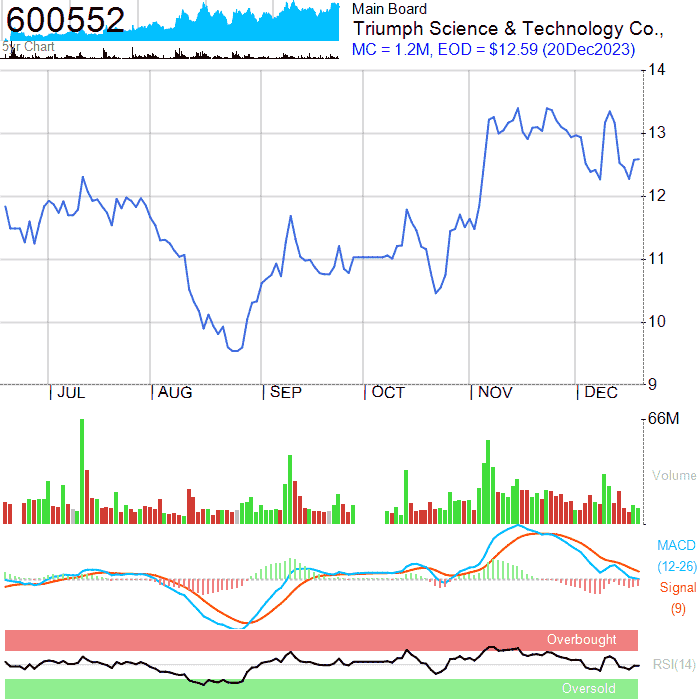 600552
5yr Chart
Main Board
Triumph Science & Technology Co.,
MC = 1.2M, EOD = $12.59 (20Dec2023)
14
13
12
11
10
9
JUL AUG SEP OCT NOV DEC
66M
Volume
MACD
(12-26)
Signal
(9)
Overbought
RSI(14)
Oversold